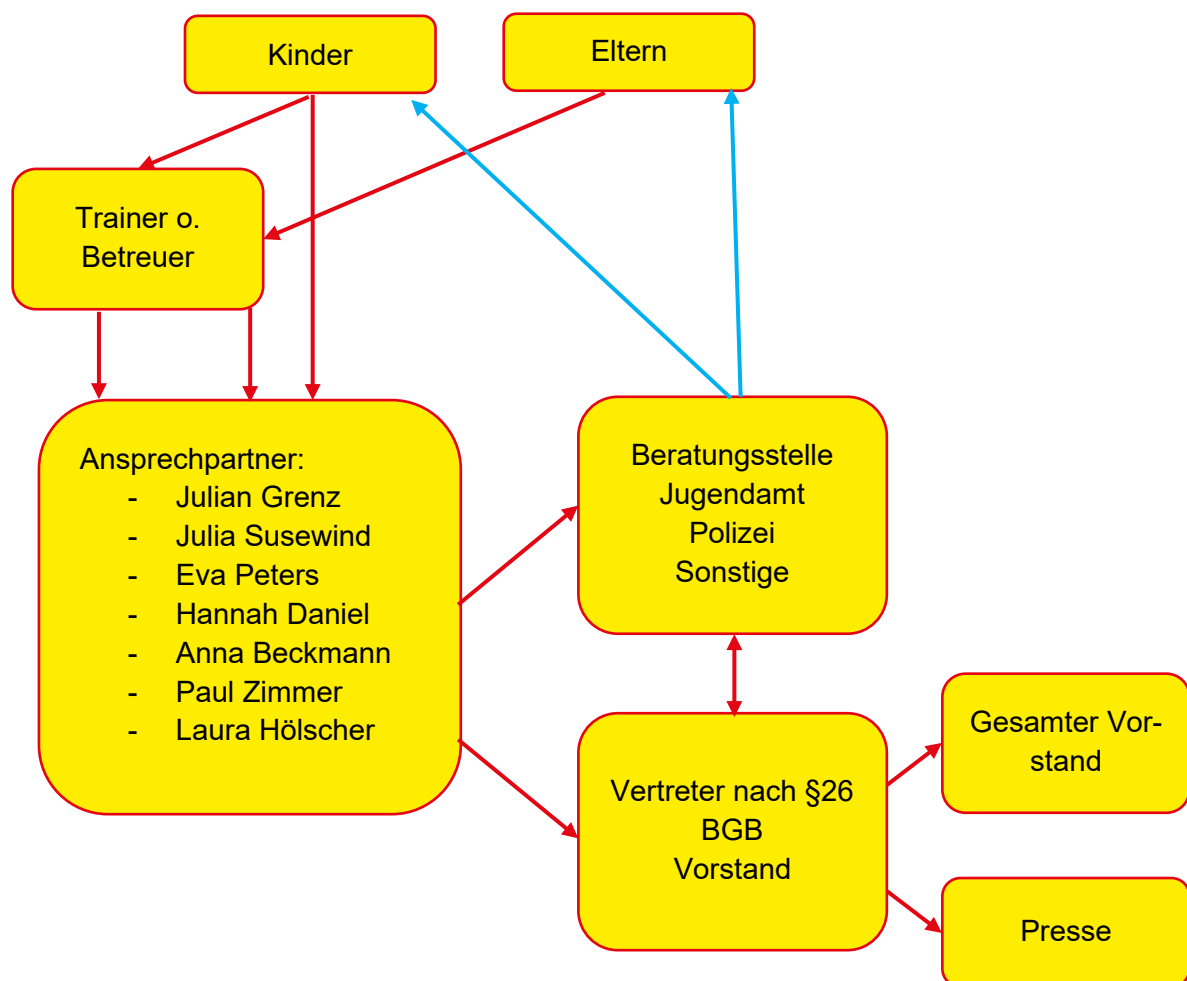 Kinder
Eltern
Trainer o.
Betreuer
Ansprechpartner:
- Julian Grenz
- Julia Susewind
- Eva Peters
- Hannah Daniel
- Anna Beckmann
- Paul Zimmer
- Laura Hölscher
Beratungsstelle
Jugendamt
Polizei
Sonstige
Vertreter nach §26
BGB
Vorstand
Gesamter Vor-
stand
Presse